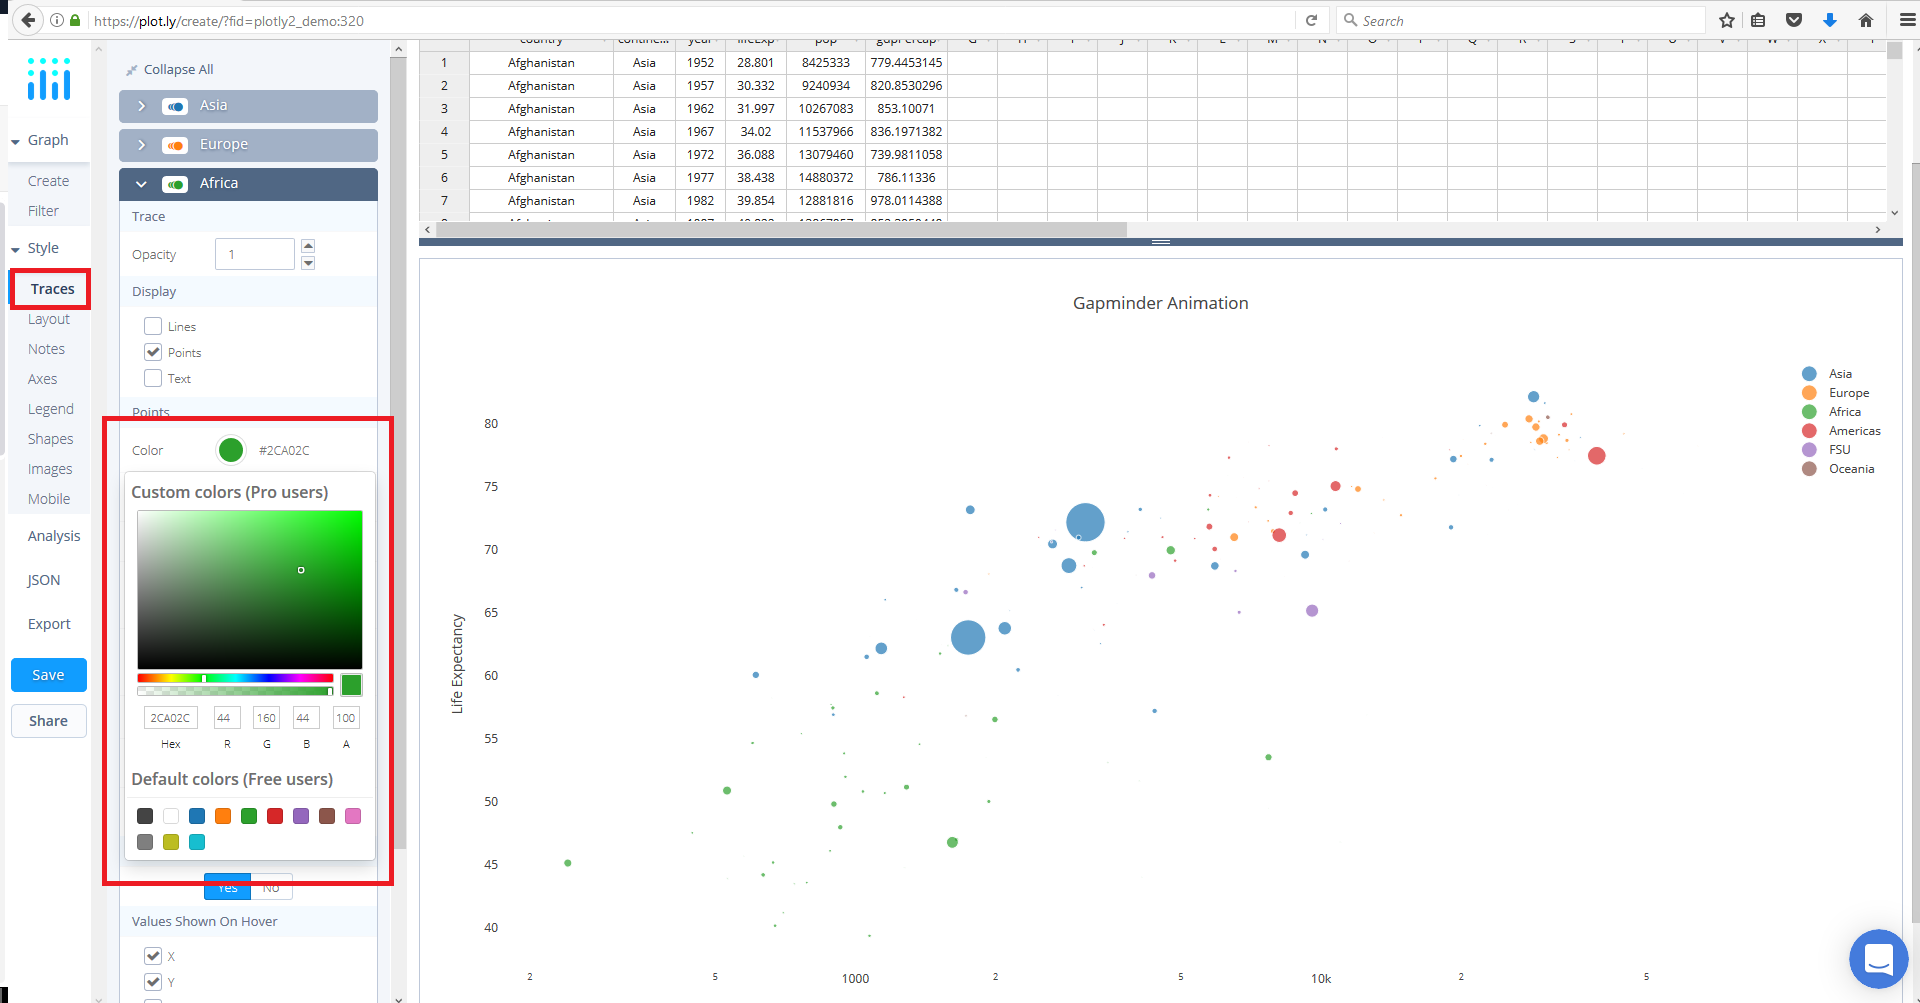 https://plot.ly/create/?fid=plotly2_demo:320
Search
Collapse All
Asia
Europe
Africa
Trace
Opacity
1
Display
Lines
Points
Text
Points
Color
#2CA02C
Custom colors (Pro users)
2CA02C 44 160 44 100
Hex R G B A
Default colors (Free users)
Yes No
Values Shown On Hover
X
Y
Graph
Create
Filter
Style
Traces
Layout
Notes
Axes
Legend
Shapes
Images
Mobile
Analysis
JSON
Export
Save
Share
country contine... year lifeExp pop gdpPercap
1 Afghanistan Asia 1952 28.801 8425333 779.4453145
2 Afghanistan Asia 1957 30.332 9240934 820.8530296
3 Afghanistan Asia 1962 31.997 10267083 853.10071
4 Afghanistan Asia 1967 34.02 11537966 836.1971382
5 Afghanistan Asia 1972 36.088 13079460 739.9811058
6 Afghanistan Asia 1977 38.438 14880372 786.11336
7 Afghanistan Asia 1982 39.854 12881816 978.0114388
Gapminder Animation
Asia
Europe
Africa
Americas
FSU
Oceania
Life Expectancy
80
75
70
65
60
55
50
45
40
2 5 1000 2 5 10k 2 5